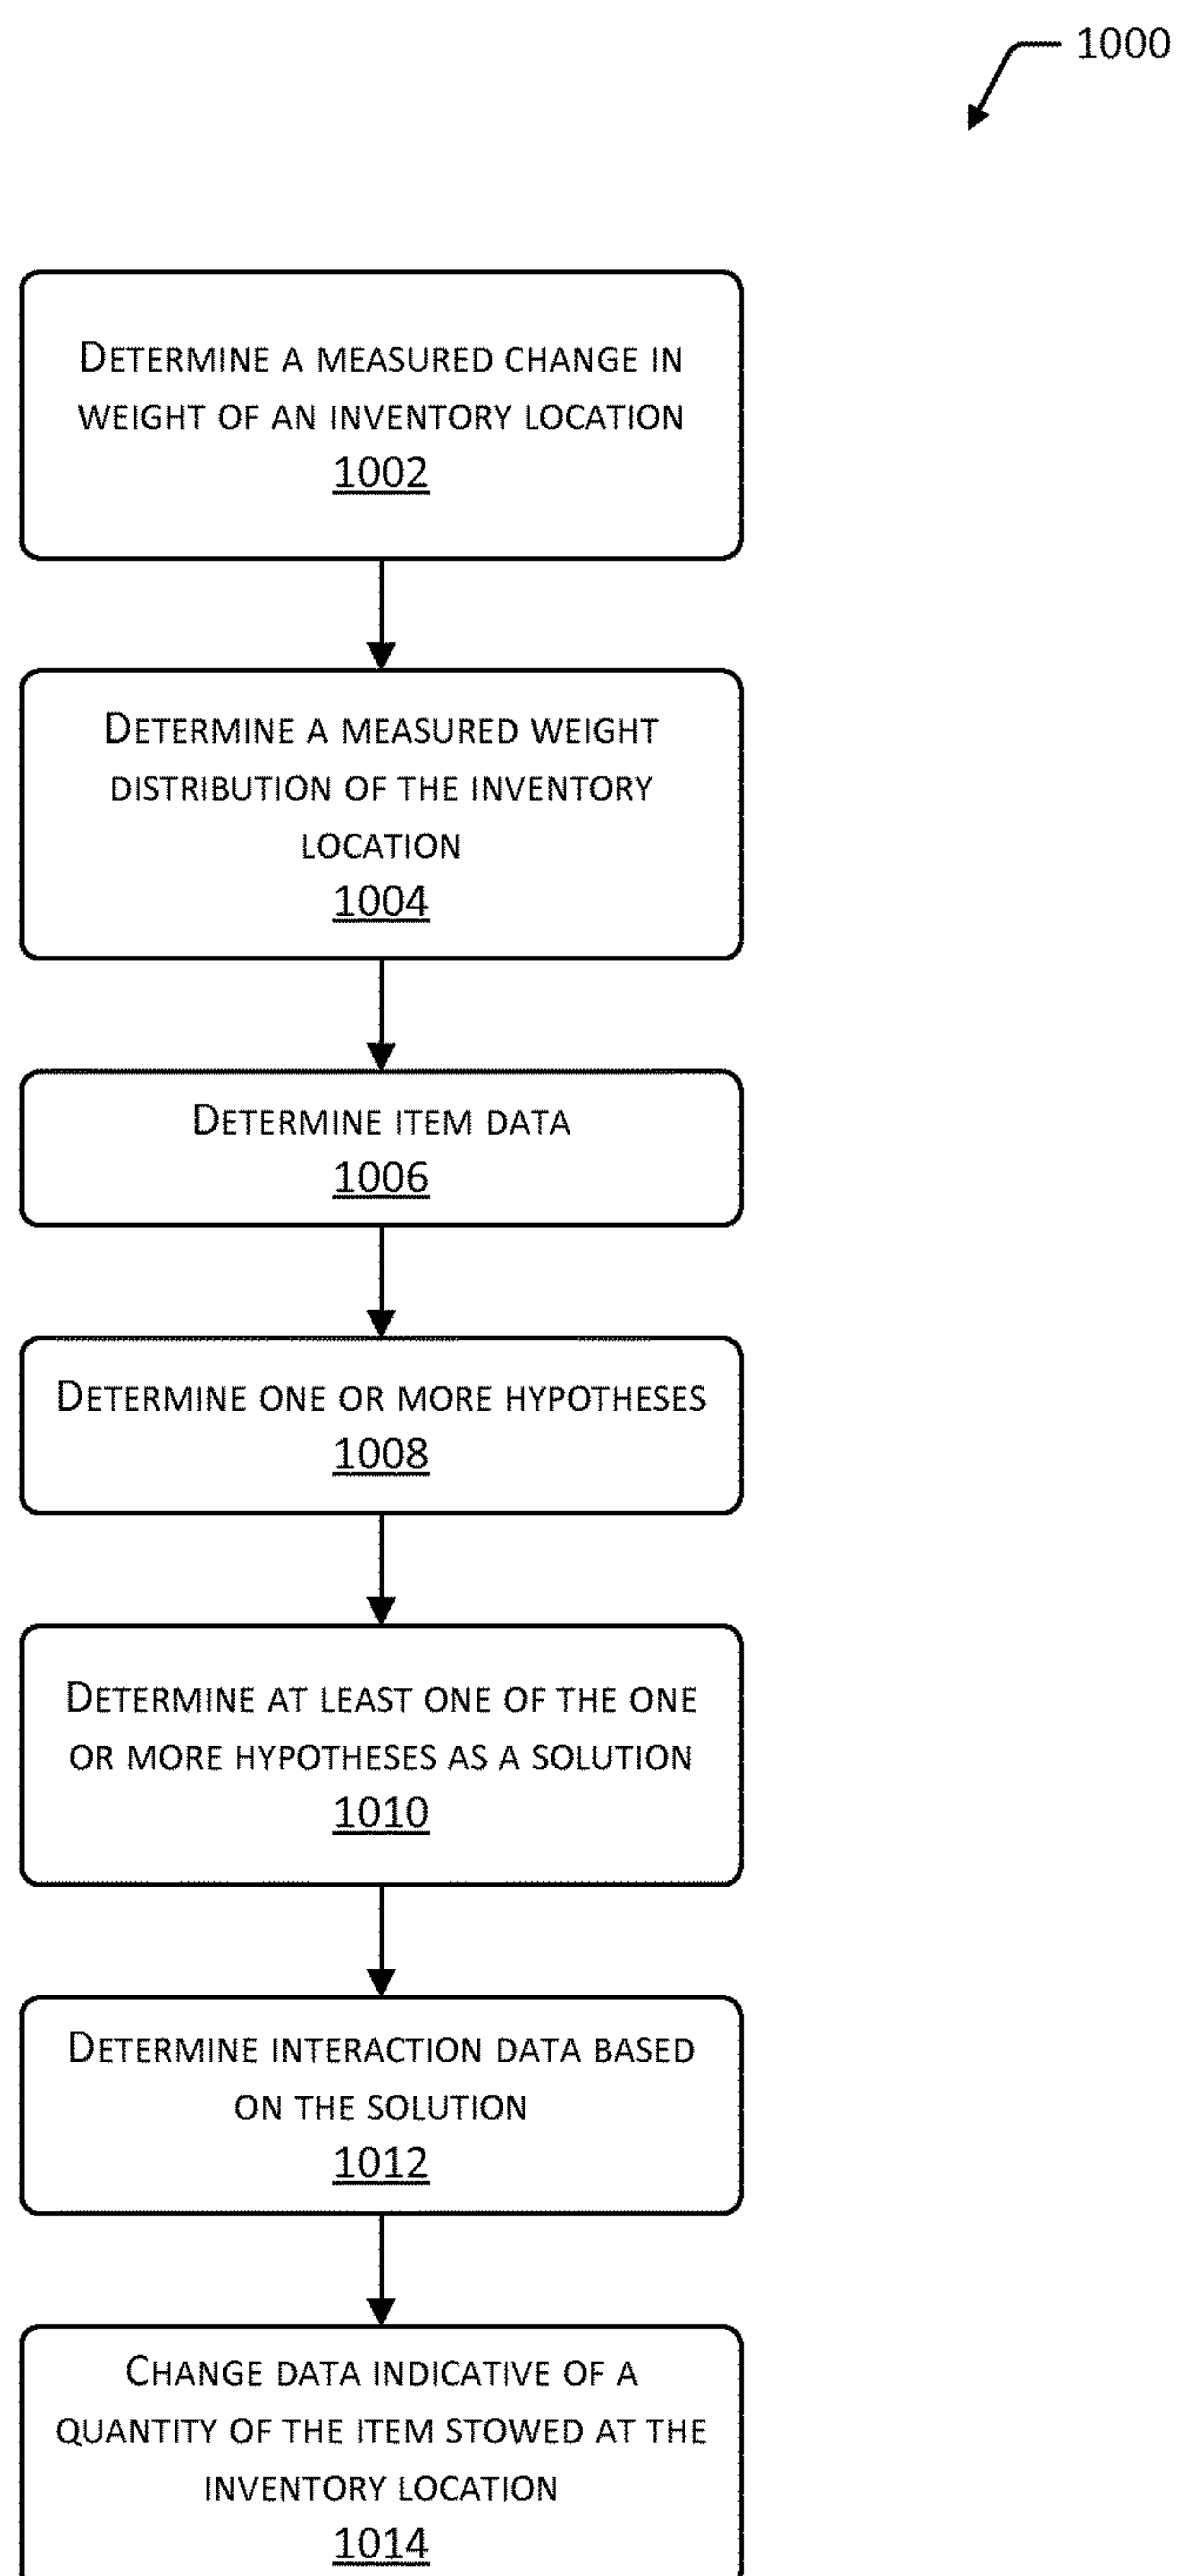 1000
DETERMINE A MEASURED CHANGE IN
WEIGHT OF AN INVENTORY LOCATION
1002
DETERMINE A MEASURED WEIGHT
DISTRIBUTION OF THE INVENTORY
LOCATION
1004
DETERMINE ITEM DATA
1006
DETERMINE ONE OR MORE HYPOTHESES
1008
DETERMINE AT LEAST ONE OF THE ONE
OR MORE HYPOTHESES AS A SOLUTION
1010
DETERMINE INTERACTION DATA BASED
ON THE SOLUTION
1012
CHANGE DATA INDICATIVE OF A
QUANTITY OF THE ITEM STOWED AT THE
INVENTORY LOCATION
1014